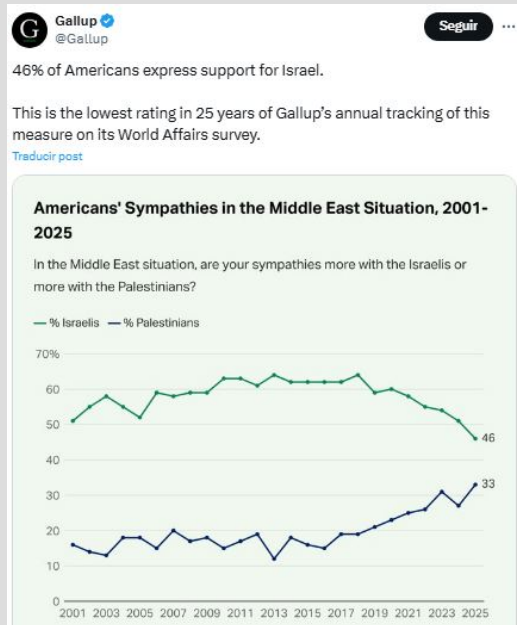 Gallup
@Gallup
Seguir
46% of Americans express support for Israel.
This is the lowest rating in 25 years of Gallup’s annual tracking of this
measure on its World Affairs survey.
Traducir post
Americans' Sympathies in the Middle East Situation, 2001-
2025
In the Middle East situation, are your sympathies more with the Israelis or
more with the Palestinians?
% Israelis % Palestinians
70%
60
50
46
40
33
30
20
10
0
2001 2003 2005 2007 2009 2011 2013 2015 2017 2019 2021 2023 2025